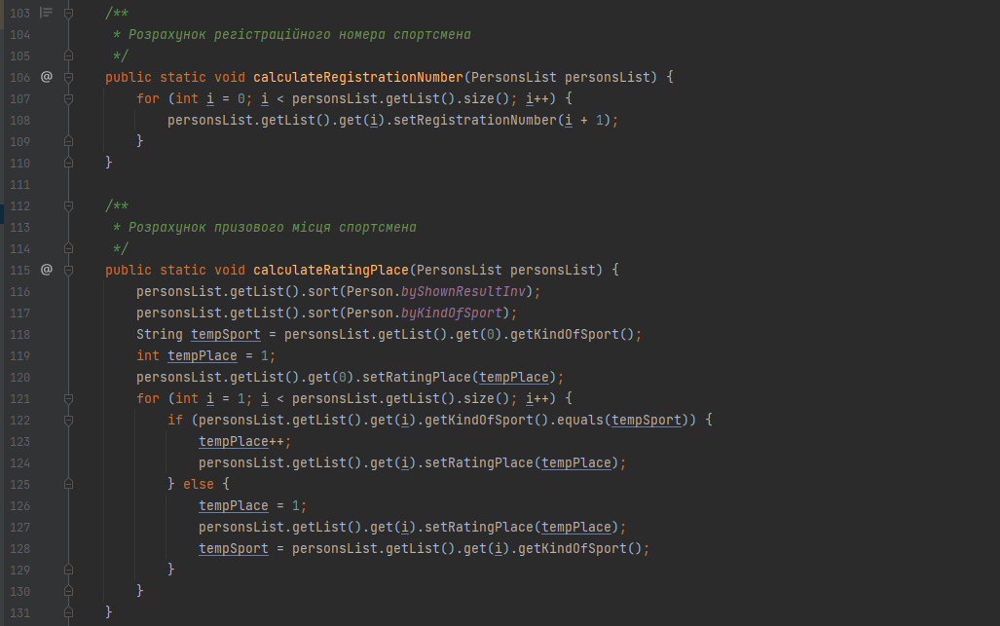 103 /**
104 * Розрахунок регістраційного номера спортсмена
105 */
106 @ public static void calculateRegistrationNumber(PersonsList personsList) {
107 for (int i = 0; i < personsList.getList().size(); i++) {
108 personsList.getList().get(i).setRegistrationNumber(i + 1);
109 }
110 }
111
112 /**
113 * Розрахунок призового місця спортсмена
114 */
115 @ public static void calculateRatingPlace(PersonsList personsList) {
116 personsList.getList().sort(Person.byShownResultInv);
117 personsList.getList().sort(Person.byKindOfSport);
118 String tempSport = personsList.getList().get(0).getKindOfSport();
119 int tempPlace = 1;
120 personsList.getList().get(0).setRatingPlace(tempPlace);
121 for (int i = 1; i < personsList.getList().size(); i++) {
122 if (personsList.getList().get(i).getKindOfSport().equals(tempSport)) {
123 tempPlace++;
124 personsList.getList().get(i).setRatingPlace(tempPlace);
125 } else {
126 tempPlace = 1;
127 personsList.getList().get(i).setRatingPlace(tempPlace);
128 tempSport = personsList.getList().get(i).getKindOfSport();
129 }
130 }
131 }